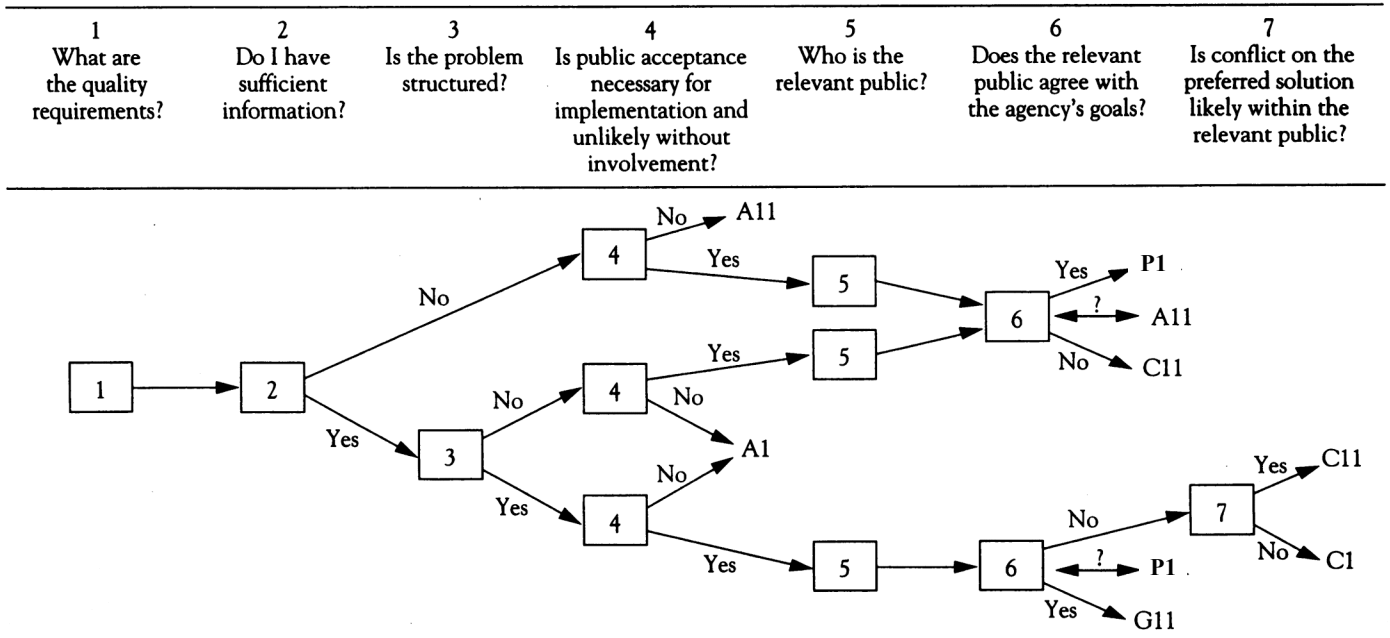 1
What are
the quality
requirements?
2
Do I have
sufficient
information?
3
Is the problem
structured?
4
Is public acceptance
necessary for
implementation and
unlikely without
involvement?
5
Who is the
relevant public?
6
Does the relevant
public agree with
the agency's goals?
7
Is conflict on the
preferred solution
likely within the
relevant public?
No
A11
4
Yes
5
Yes
P1
No
?
6
A11
Yes
5
No
C11
1
2
No
4
No
Yes
3
A1
No
Yes
4
Yes
C11
7
No
No
C1
Yes
5
6
?
P1
Yes
G11